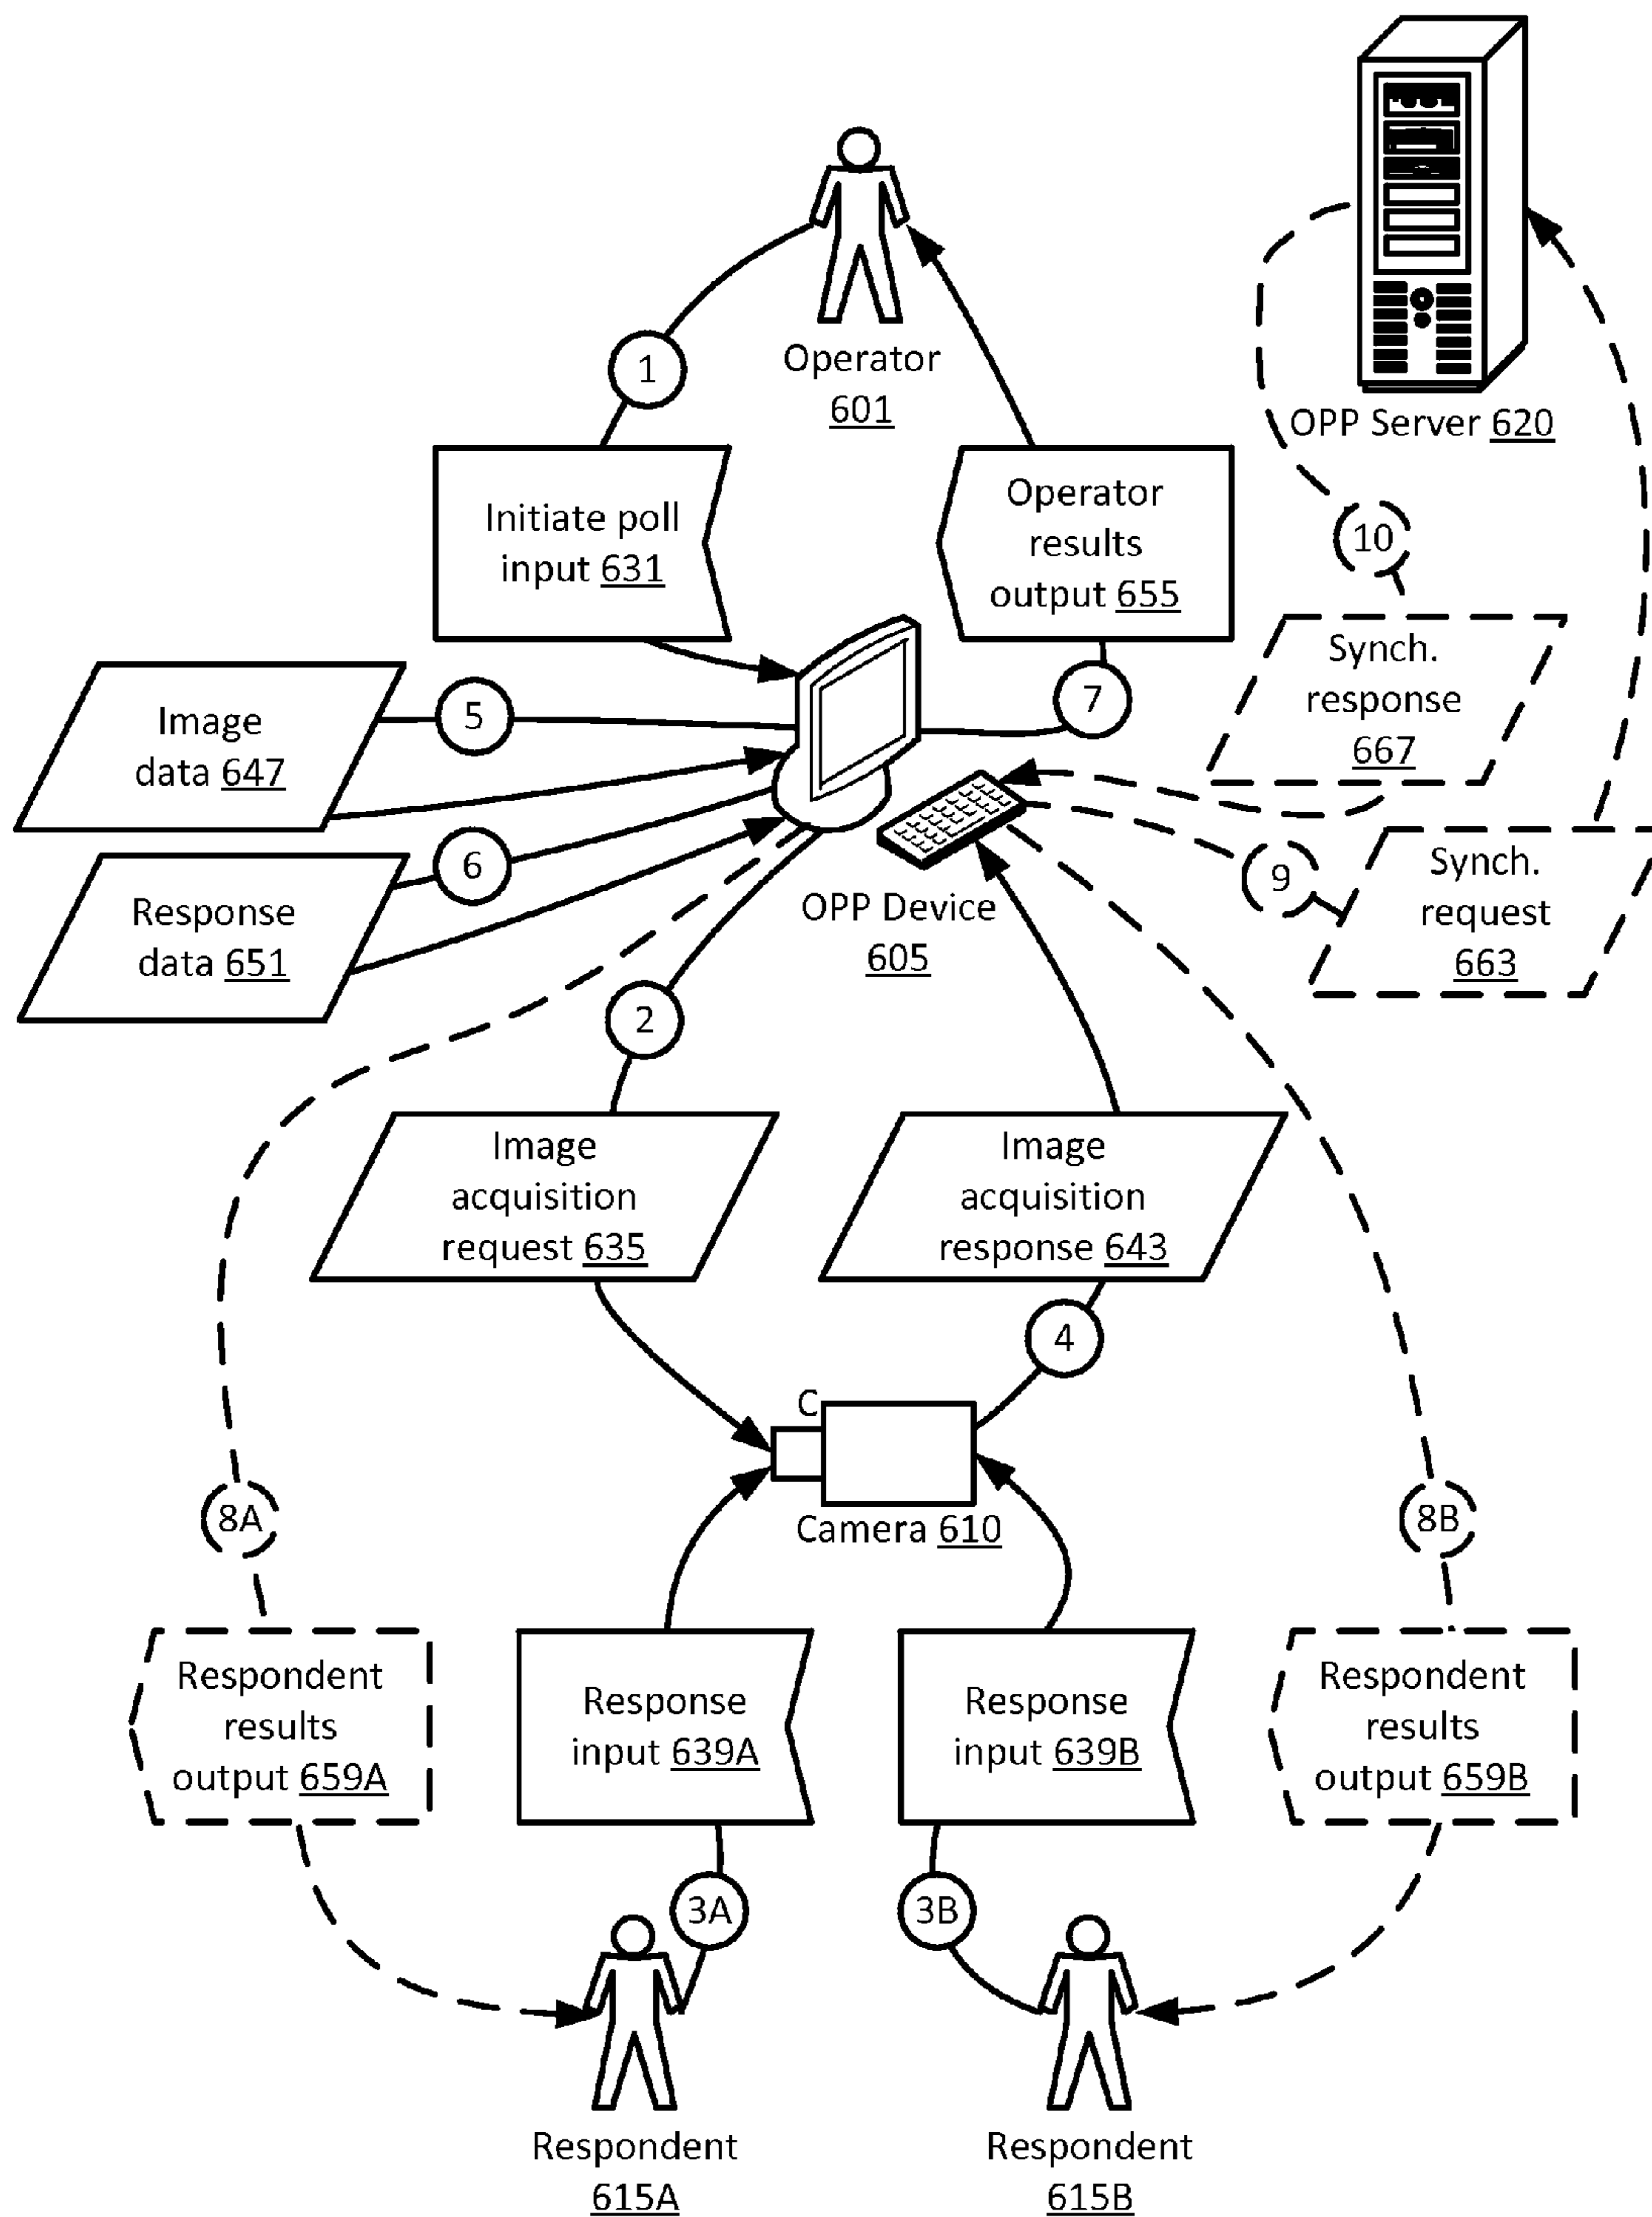 1
Operator
601
OPP Server 620
Initiate poll
input 631
Operator
results
output 655
10
Synch.
response
667
Image
data 647
5
7
6
Response
data 651
OPP Device
605
9
Synch.
request
663
2
Image
acquisition
request 635
Image
acquisition
response 643
4
C
Camera 610
8A
8B
Respondent
results
output 659A
Response
input 639A
Response
input 639B
Respondent
results
output 659B
3A
3B
Respondent
615A
Respondent
615B